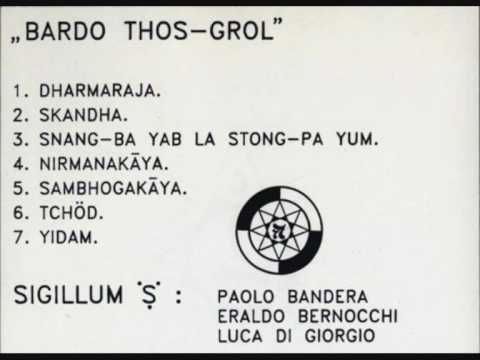 „BARDO THOS–GROL”
1. DHARMARAJA.
2. SKANDHA.
3. SNANG-BA YAB LA STONG-PA YUM.
4. NIRMANAKĀYA.
5. SAMBHOGAKĀYA.
6. TCHÖD.
7. YIDAM.
SIGILLUM Ṣ̈ : PAOLO BANDERA
ERALDO BERNOCCHI
LUCA DI GIORGIO